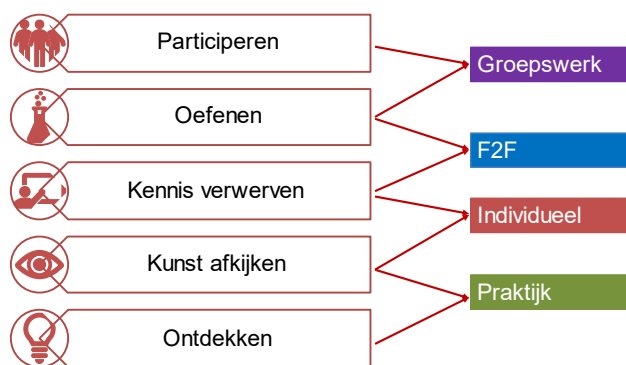 Participeren
Oefenen
Kennis verwerven
Kunst afkijken
Ontdekken
Groepswerk
F2F
Individueel
Praktijk